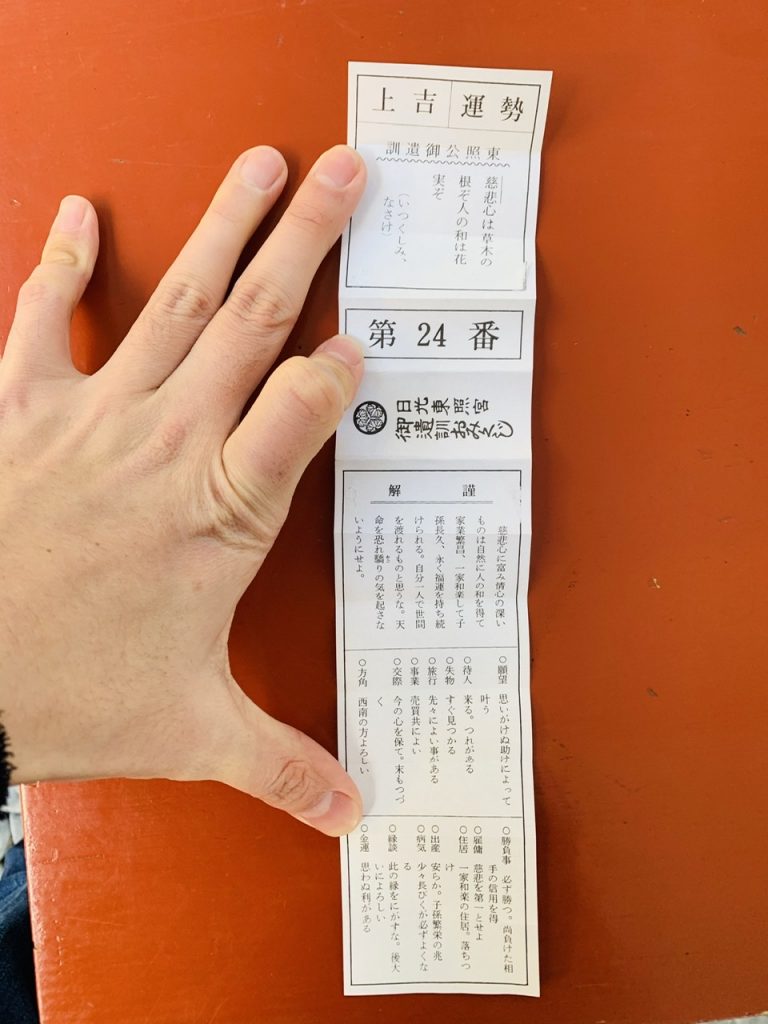 運勢 上吉
東照公御遺訓
慈悲心は草木の
根ぞ人の和は花
実ぞ
(いつくしみ、
なさけ)
第24番
日光東照宮
御遺訓おみくじ
謹解
慈悲心に富み情心の深い
ものは自然に人の和を得て
家業繁昌、一家和楽して子
孫長久、永く福運を持ち続
けられる。自分一人で世間
を渡れるものと思うな。天
命を恐れ驕りの気を起さな
いようにせよ。
○願望 思いがけぬ助けによって
叶う
○待人 来る。つれがある
○失物 すぐ見つかる
○旅行 先々によい事がある
○事業 売買共によい
○交際 今の心を保て。末もつづ
く
○方角 西南の方よろしい
○勝負事 必ず勝つ。尚負けた相
手の信用を得
○雇傭 慈悲を第一とせよ
○住居 一家和楽の住居。落ちつ
け
○出産 安らか。子孫繁栄の兆
○病気 少々長びくが必ずよくな
る
○縁談 此の縁をにがすな。後大
いによろしい
○金運 思わぬ利がある